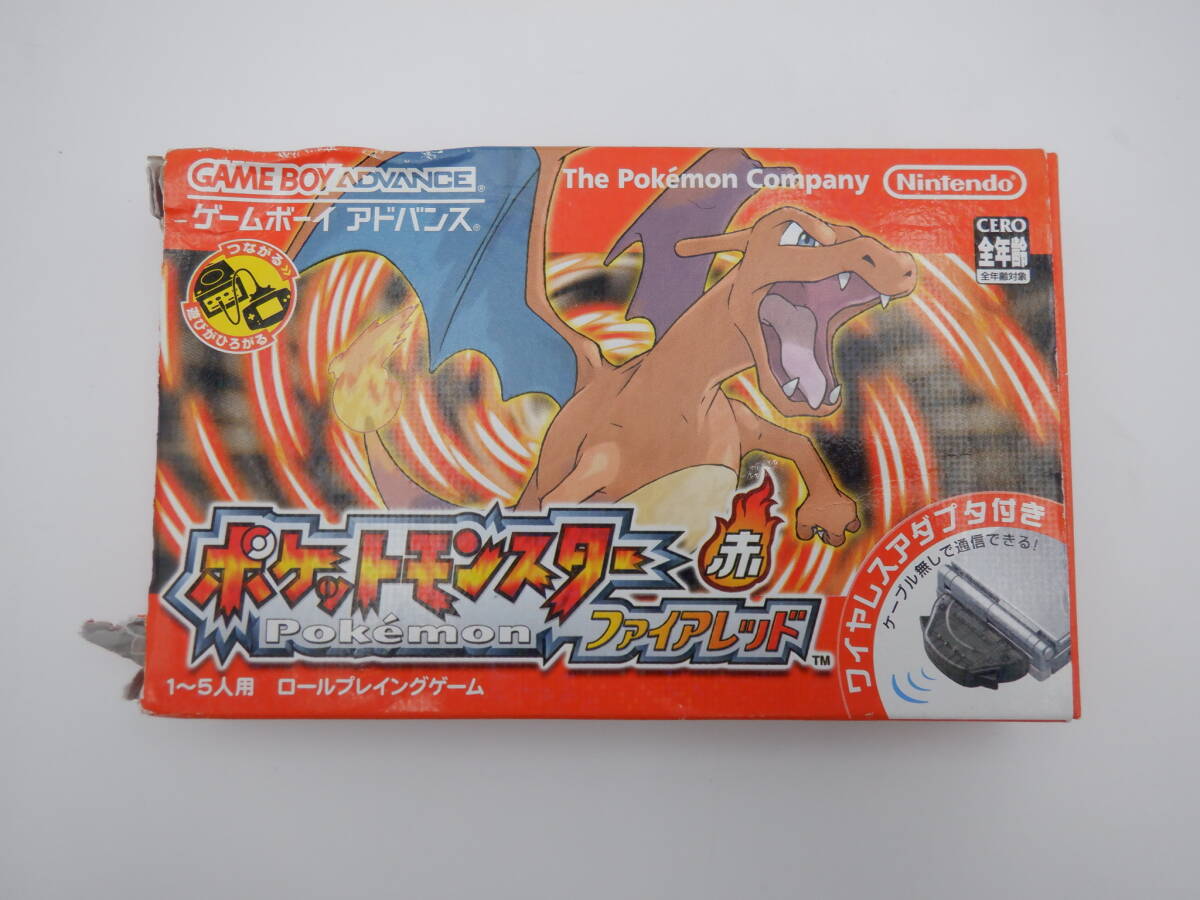 GAME BOY ADVANCE®
ゲームボーイ アドバンス®
The Pokémon Company
Nintendo®
CERO
全年齢
全年齢対象
つながる
遊びがひろがる
ポケットモンスター
赤
Pokémon
ファイアレッド
TM
1〜5人用 ロールプレイングゲーム
ワイヤレスアダプタ付き
ケーブル無しで通信できる!